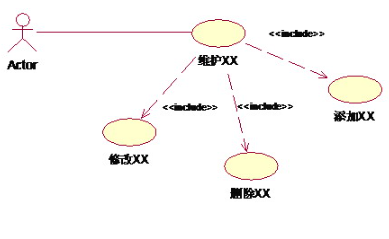 <<include>>
维护XX
Actor
<<include>>
<<include>>
添加XX
修改XX
删除XX